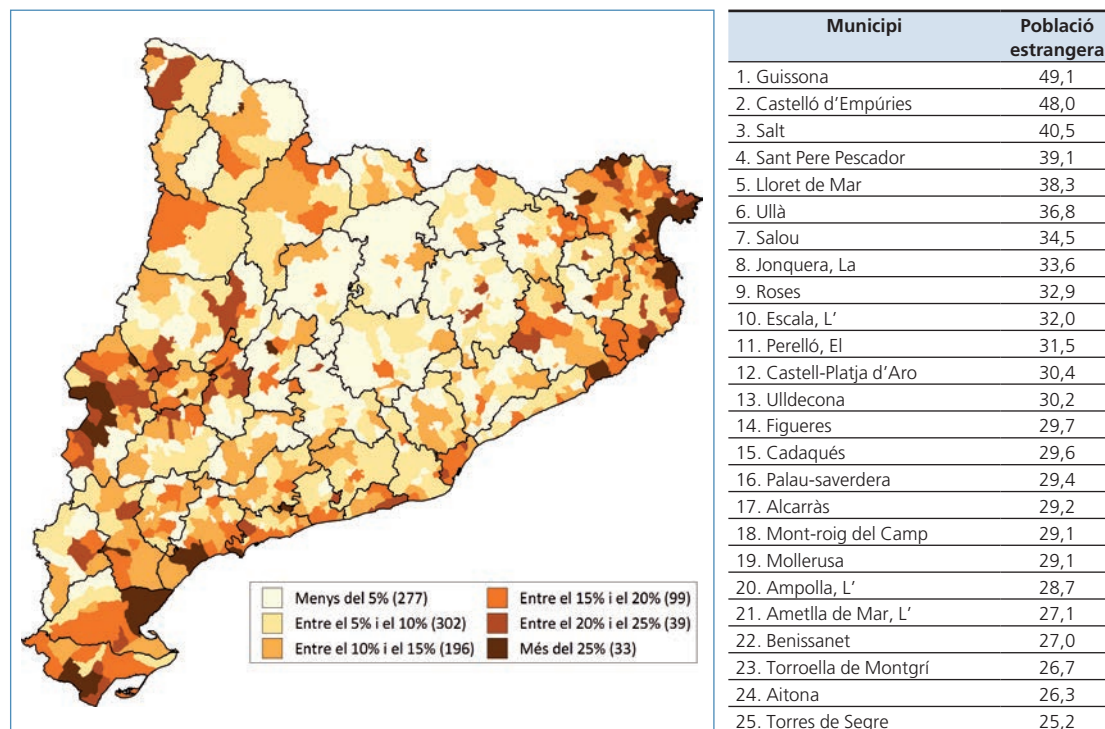 Menys del 5% (277)
Entre el 5% i el 10% (302)
Entre el 10% i el 15% (196)
Entre el 15% i el 20% (99)
Entre el 20% i el 25% (39)
Més del 25% (33)
Municipi Població estrangera
1. Guissona 49,1
2. Castelló d’Empúries 48,0
3. Salt 40,5
4. Sant Pere Pescador 39,1
5. Lloret de Mar 38,3
6. Ullà 36,8
7. Salou 34,5
8. Jonquera, La 33,6
9. Roses 32,9
10. Escala, L’ 32,0
11. Perelló, El 31,5
12. Castell-Platja d’Aro 30,4
13. Ulldecona 30,2
14. Figueres 29,7
15. Cadaqués 29,6
16. Palau-saverdera 29,4
17. Alcarràs 29,2
18. Mont-roig del Camp 29,1
19. Mollerusa 29,1
20. Ampolla, L’ 28,7
21. Ametlla de Mar, L’ 27,1
22. Benissanet 27,0
23. Torroella de Montgrí 26,7
24. Aitona 26,3
25. Torres de Segre 25,2